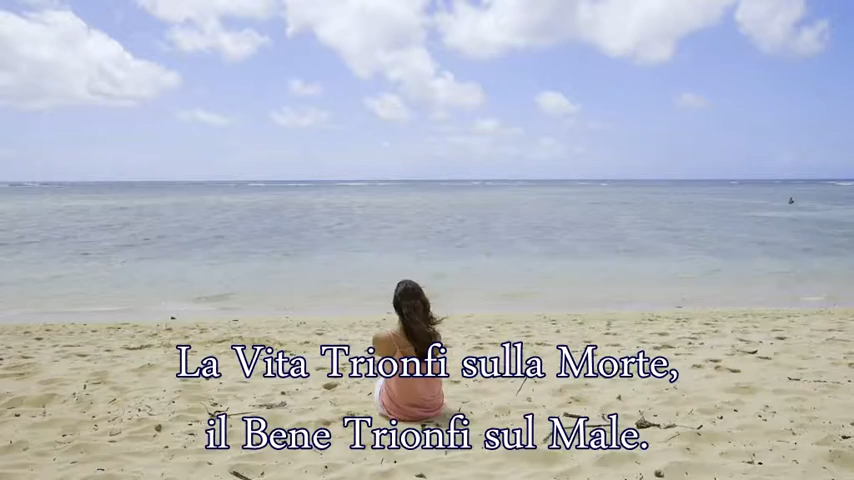 La Vita Trionfi sulla Morte,
il Bene Trionfi sul Male.